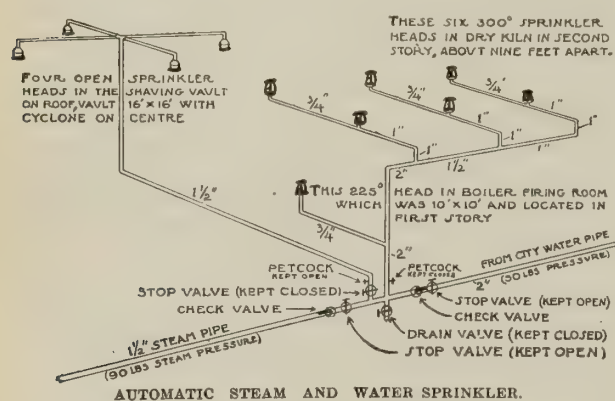 THESE SIX 300° SPRINKLER
HEADS IN DRY KILN IN SECOND
STORY, ABOUT NINE FEET APART.
FOUR OPEN SPRINKLER
HEADS IN THE SHAVING VAULT
ON ROOF, VAULT 16'×16' WITH
CYCLONE ON CENTRE
3/4"
3/4"
3/4"
1"
1"
1"
1"
1"
1"
2"
1 1/2"
1 1/2"
THIS 225° HEAD IN BOILER FIRING ROOM
WHICH WAS 10'×10' AND LOCATED IN
FIRST STORY
3/4"
2"
PETCOCK
KEPT OPEN
PETCOCK
KEPT CLOSED
FROM CITY WATER PIPE
2" (90 LBS PRESSURE)
STOP VALVE (KEPT CLOSED)
STOP VALVE (KEPT OPEN)
CHECK VALVE
CHECK VALVE
DRAIN VALVE (KEPT CLOSED)
STOP VALVE (KEPT OPEN)
1 1/2" STEAM PIPE
(90 LBS STEAM PRESSURE)
AUTOMATIC STEAM AND WATER SPRINKLER.